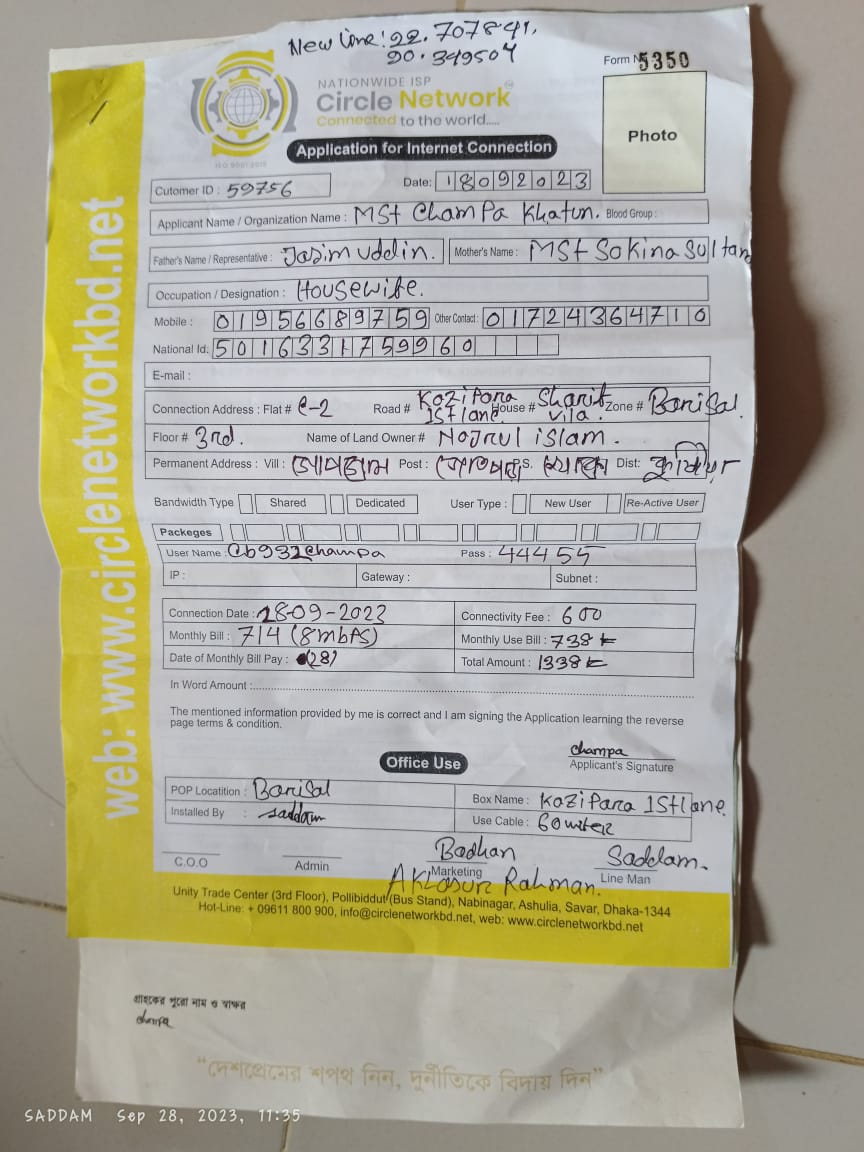 New line: 22.707841,
90.349504
Form No 5350
NATIONWIDE ISP
Circle Network
Connected to the world.....
ISO 9001:2015
Photo
Application for Internet Connection
Cutomer ID : 59756
Date: 18092023
Applicant Name / Organization Name : MSt Champa Khatun. Blood Group :
Father's Name / Representative : Jasim uddin. Mother's Name : MSt Sokina Sultana
Occupation / Designation : Housewife.
Mobile : 01956689759 Other Contact : 01724364710
National Id: 5016331759960
E-mail :
Connection Address : Flat # C-2 Road # Kazipara 1st lane House # Sharif vila. Zone # Barisal.
Floor # 3rd. Name of Land Owner # Nojrul islam.
Permanent Address : Vill : Post : P.S. Dist:
Bandwidth Type Shared Dedicated User Type : New User Re-Active User
Packeges
User Name : Cb932champa Pass : 44455
IP : Gateway : Subnet :
Connection Date : 28-09-2023 Connectivity Fee : 600
Monthly Bill : 714 (8mbps) Monthly Use Bill : 738
Date of Monthly Bill Pay : (28) Total Amount : 1338
In Word Amount :
The mentioned information provided by me is correct and I am signing the Application learning the reverse
page terms & condition.
champa
Applicant's Signature
Office Use
POP Locatition : Barisal Box Name : Kazi Para 1St lane.
Installed By : saddam Use Cable : 60
Badhan Saddam.
C.O.O Admin Marketing Line Man
Rahman.
Unity Trade Center (3rd Floor), Pollibiddut (Bus Stand), Nabinagar, Ashulia, Savar, Dhaka-1344
Hot-Line: + 09611 800 900, info@circlenetworkbd.net, web: www.circlenetworkbd.net
web: www.circlenetworkbd.net
গ্রাহকের পুরো নাম ও স্বাক্ষর
champa
“দেশপ্রেমের শপথ নিন, দুর্নীতিকে বিদায় দিন”
SADDAM Sep 28, 2023, 11:35